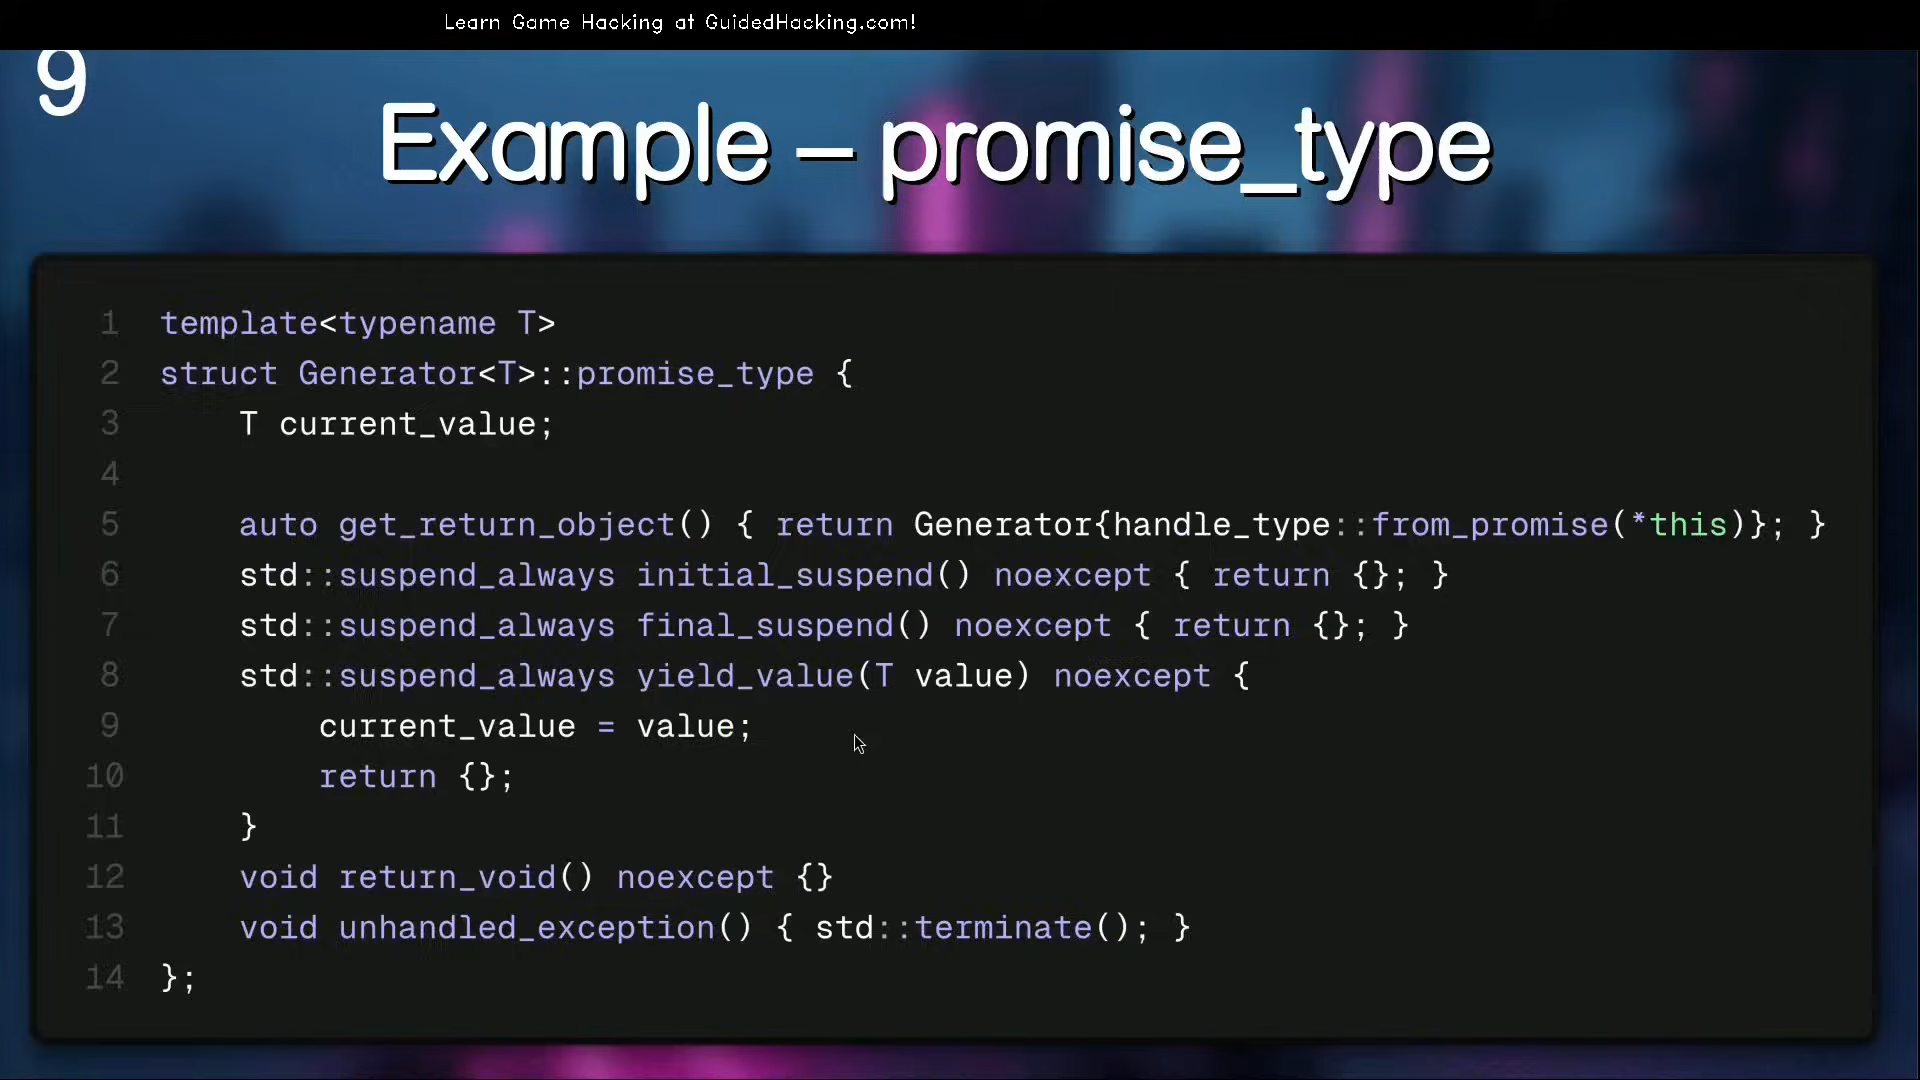 Learn Game Hacking at GuidedHacking.com!
9
Example – promise_type
1 template<typename T>
2 struct Generator<T>::promise_type {
3     T current_value;
4
5     auto get_return_object() { return Generator{handle_type::from_promise(*this)}; }
6     std::suspend_always initial_suspend() noexcept { return {}; }
7     std::suspend_always final_suspend() noexcept { return {}; }
8     std::suspend_always yield_value(T value) noexcept {
9         current_value = value;
10         return {};
11     }
12     void return_void() noexcept {}
13     void unhandled_exception() { std::terminate(); }
14 };